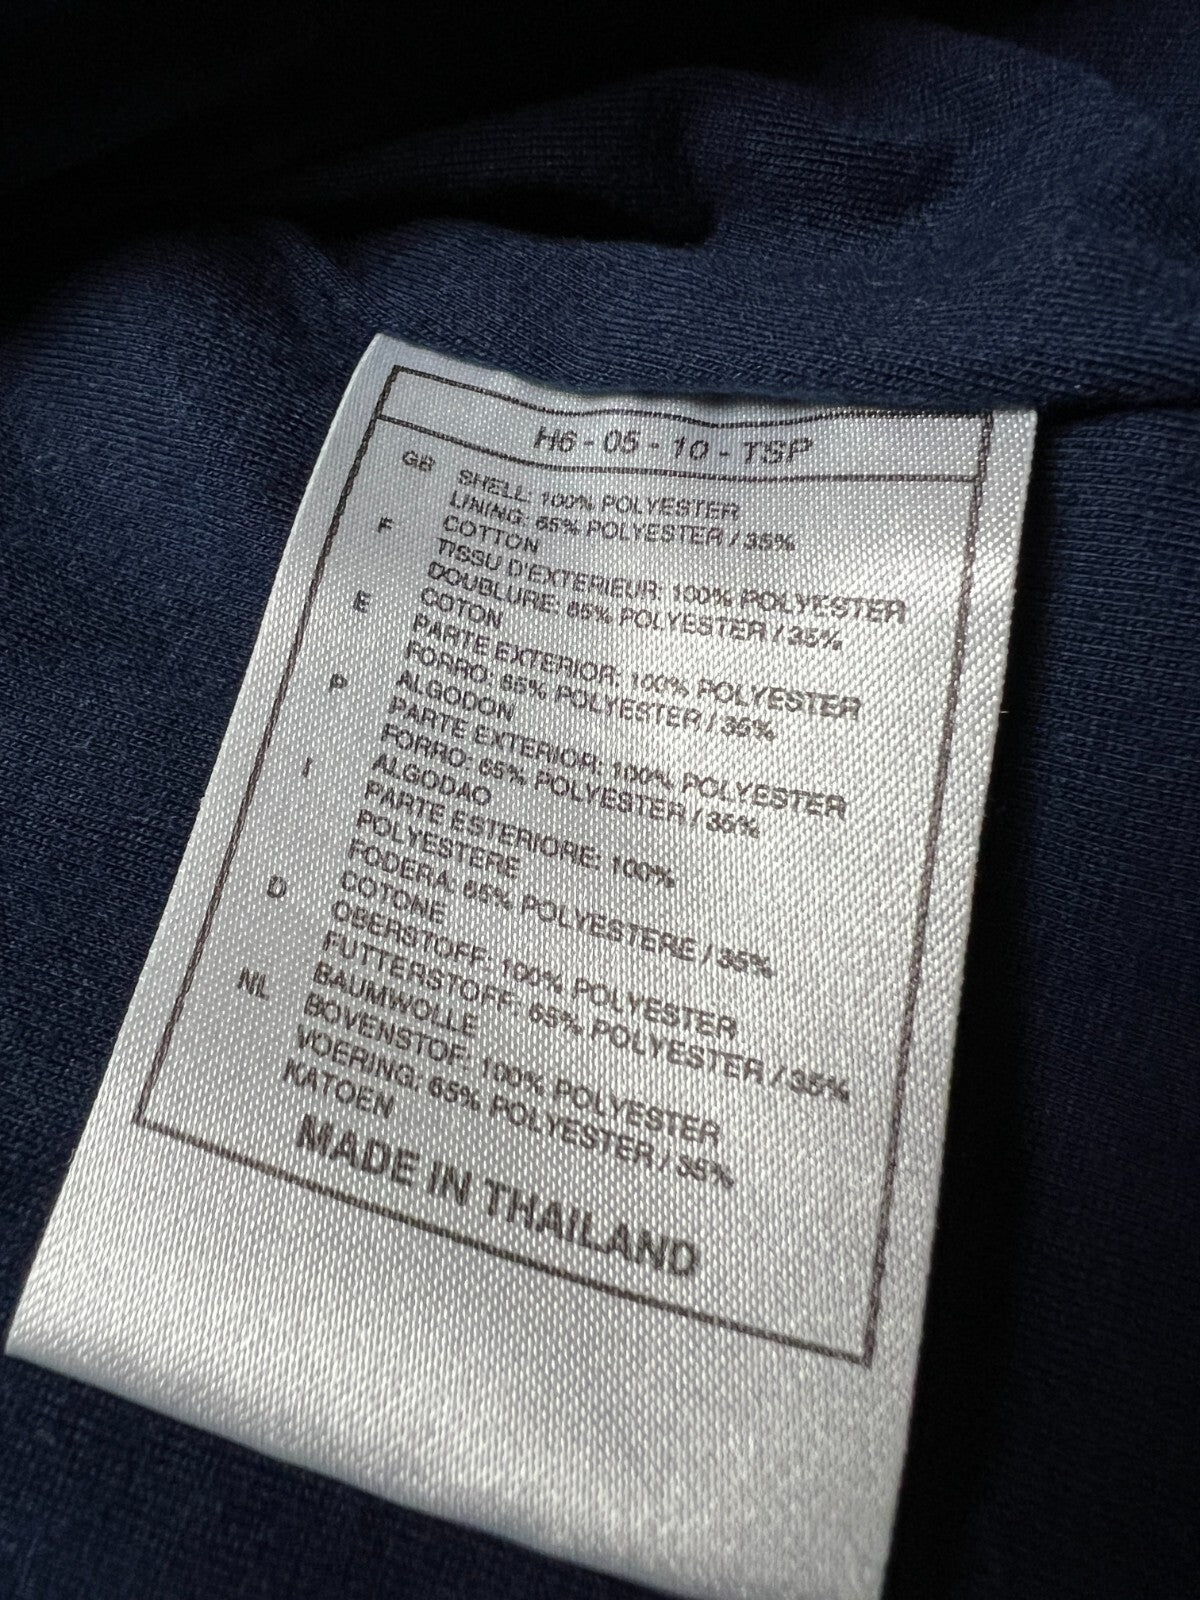 H6 - 05 - 10 - TSP
GB SHELL: 100% POLYESTER
LINING: 65% POLYESTER / 35%
F COTTON
TISSU D'EXTERIEUR: 100% POLYESTER
DOUBLURE: 65% POLYESTER / 35%
E COTON
PARTE EXTERIOR: 100% POLYESTER
FORRO: 65% POLYESTER / 35%
P ALGODON
PARTE EXTERIOR: 100% POLYESTER
FORRO: 65% POLYESTER / 35%
I ALGODAO
PARTE ESTERIORE: 100%
POLYESTERE
FODERA: 65% POLYESTERE / 35%
D COTONE
OBERSTOFF: 100% POLYESTER
FUTTERSTOFF: 65% POLYESTER / 35%
NL BAUMWOLLE
BOVENSTOF: 100% POLYESTER
VOERING: 65% POLYESTER / 35%
KATOEN
MADE IN THAILAND